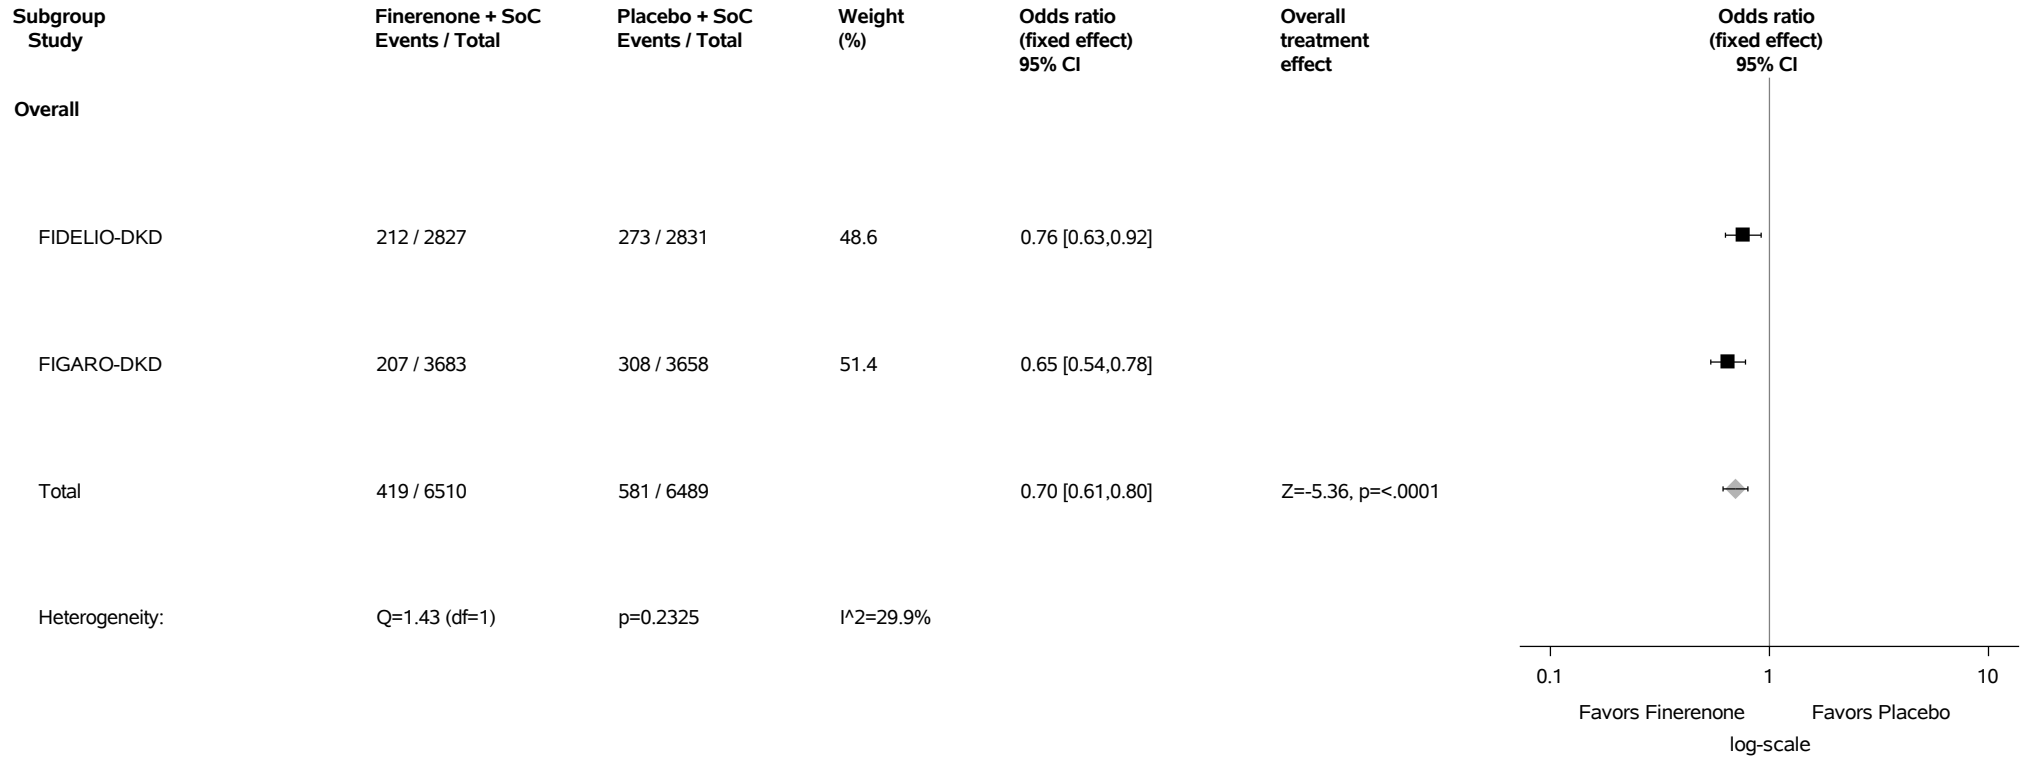 Subgroup Finerenone + SoC Placebo + SoC Weight Odds ratio Overall Odds ratio
Study Events / Total Events / Total (%) (fixed effect) treatment (fixed effect)
95% CI effect 95% CI
Overall
FIDELIO-DKD 212 / 2827 273 / 2831 48.6 0.76 [0.63,0.92]
FIGARO-DKD 207 / 3683 308 / 3658 51.4 0.65 [0.54,0.78]
Total 419 / 6510 581 / 6489 0.70 [0.61,0.80] Z=-5.36, p=<.0001
Heterogeneity: Q=1.43 (df=1) p=0.2325 I^2=29.9%
0.1 1 10
Favors Finerenone Favors Placebo
log-scale